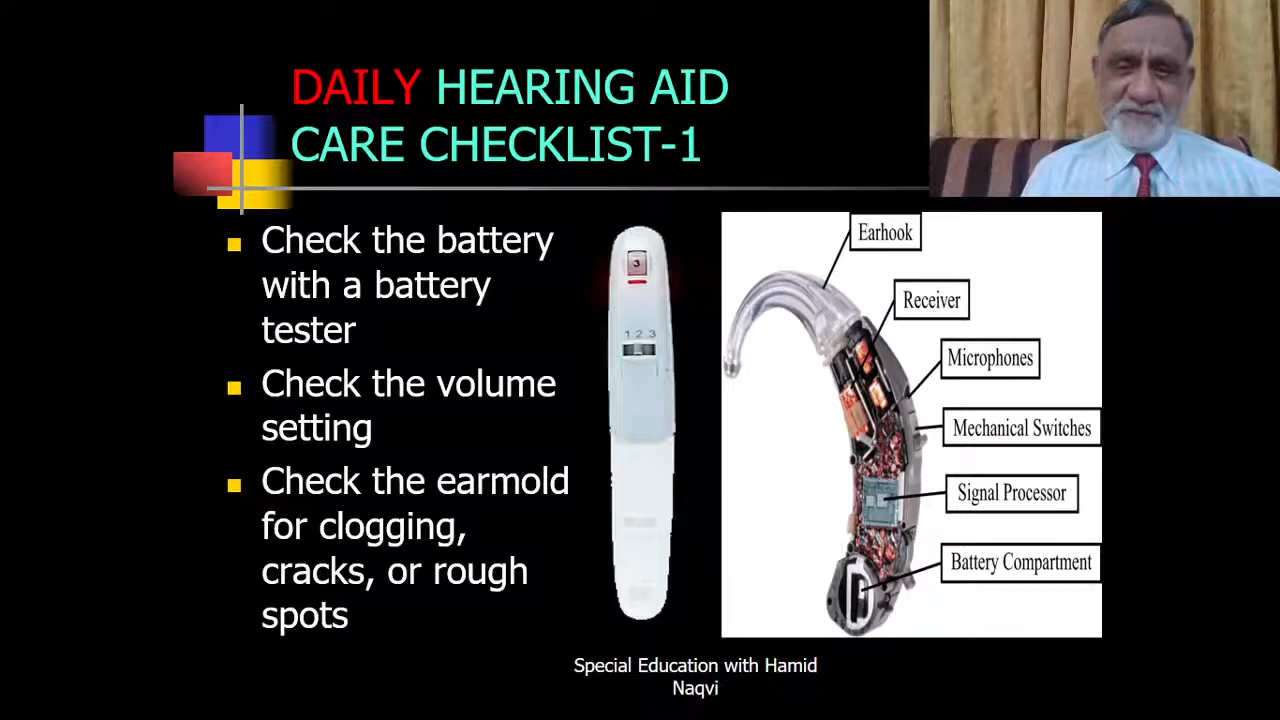 DAILY HEARING AID
CARE CHECKLIST-1
Check the battery
with a battery
tester
Check the volume
setting
Check the earmold
for clogging,
cracks, or rough
spots
3
1 2 3
Earhook
Receiver
Microphones
Mechanical Switches
Signal Processor
Battery Compartment
Special Education with Hamid
Naqvi